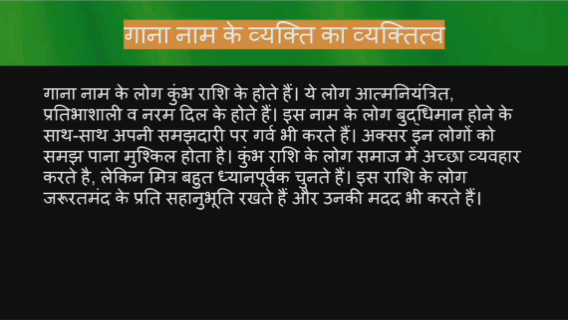 गाना नाम के व्यक्ति का व्यक्तित्व
गाना नाम के लोग कुंभ राशि के होते हैं। ये लोग आत्मनियंत्रित,
प्रतिभाशाली व नरम दिल के होते हैं। इस नाम के लोग बुद्धिमान होने के
साथ-साथ अपनी समझदारी पर गर्व भी करते हैं। अक्सर इन लोगों को
समझ पाना मुश्किल होता है। कुंभ राशि के लोग समाज में अच्छा व्यवहार
करते है, लेकिन मित्र बहुत ध्यानपूर्वक चुनते हैं। इस राशि के लोग
जरूरतमंद के प्रति सहानुभूति रखते हैं और उनकी मदद भी करते हैं।